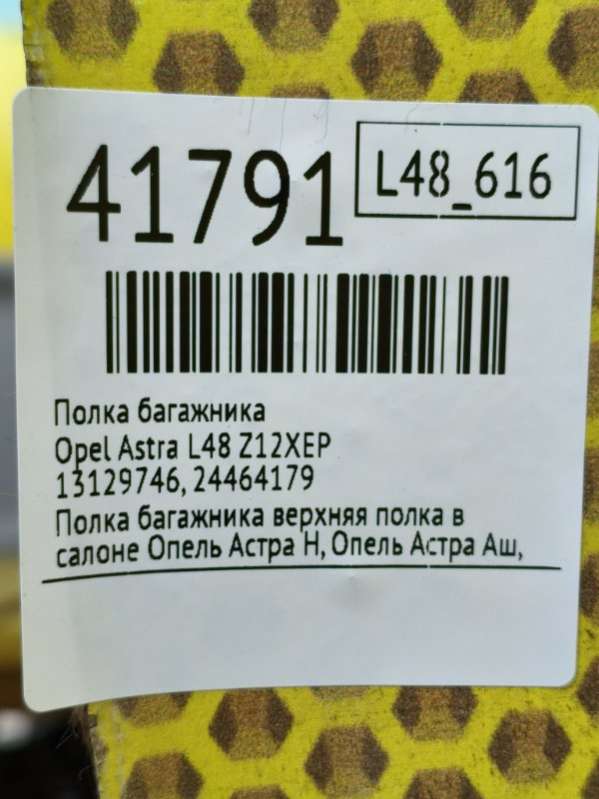 41791
L48_616
Полка багажника
Opel Astra L48 Z12XEP
13129746, 24464179
Полка багажника верхняя полка в
салоне Опель Астра Н, Опель Астра Аш,